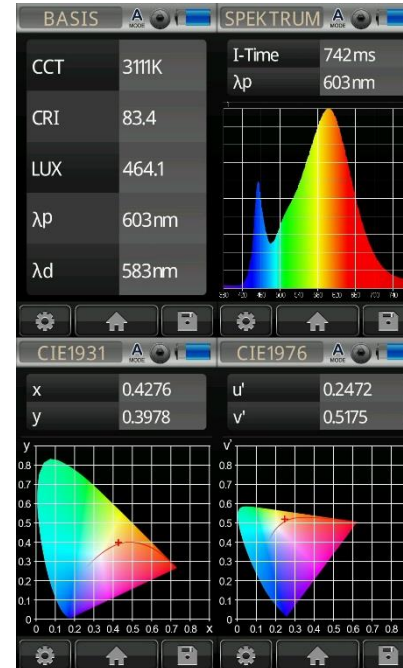 BASIS A MODE
CCT 3111K
CRI 83.4
LUX 464.1
λp 603nm
λd 583nm
SPEKTRUM A MODE
I-Time 742ms
λp 603nm
1
CIE1931 A MODE
x 0.4276
y 0.3978
y
0.8
0.7
0.6
0.5
0.4
0.3
0.2
0.1
0 0 0.1 0.2 0.3 0.4 0.5 0.6 0.7 0.8 x
CIE1976 A MODE
u' 0.2472
v' 0.5175
v'
0.8
0.7
0.6
0.5
0.4
0.3
0.2
0.1
0 0 0.1 0.2 0.3 0.4 0.5 0.6 0.7 0.8